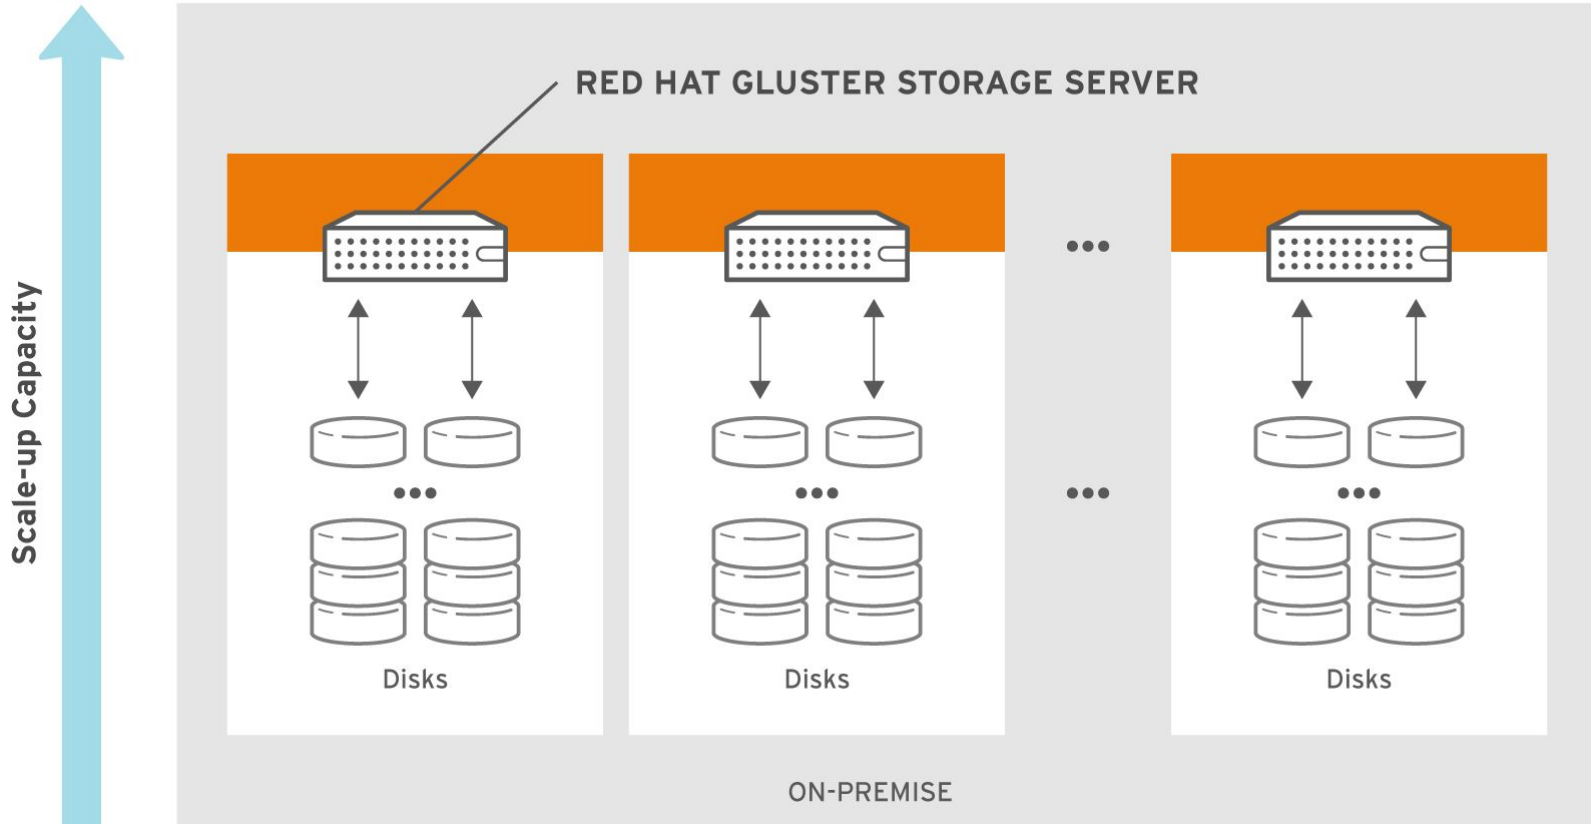 RED HAT GLUSTER STORAGE SERVER
Scale-up Capacity
Disks
Disks
Disks
ON-PREMISE